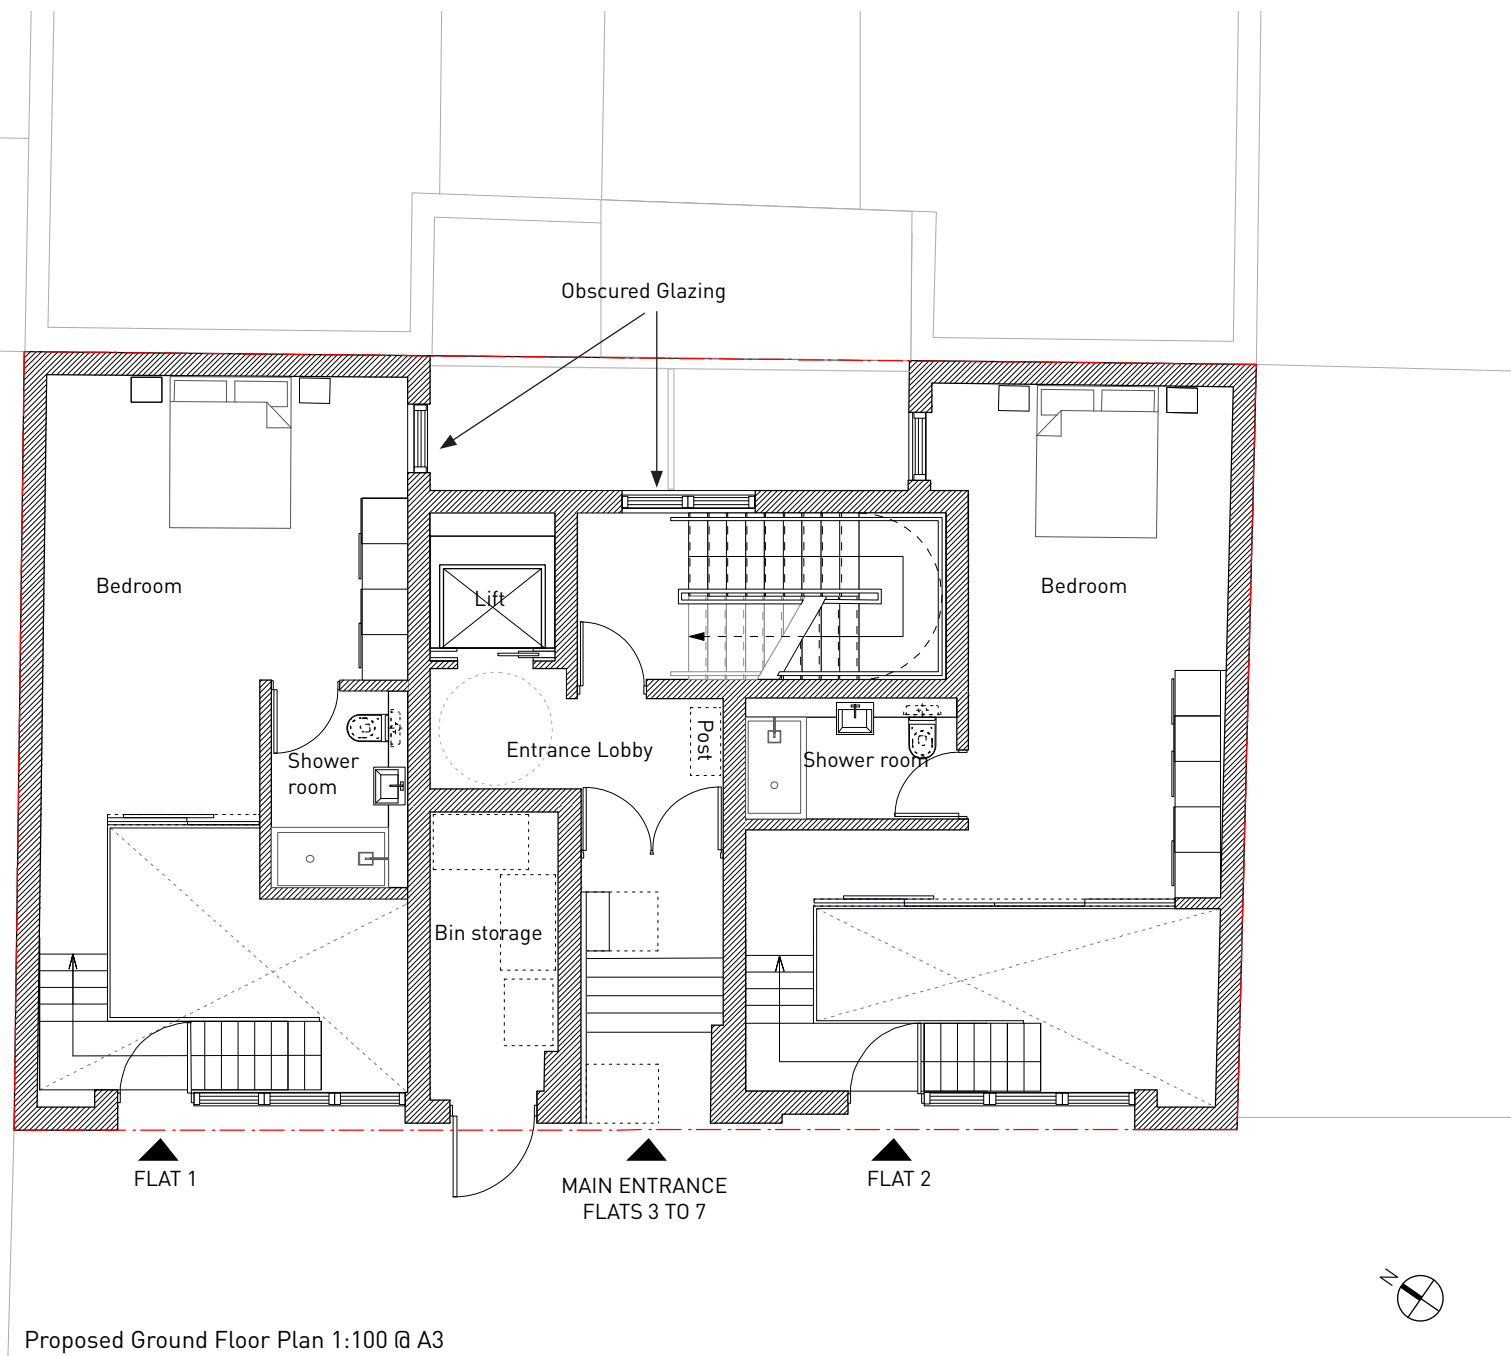 Obscured Glazing
Bedroom
Lift
Bedroom
Post
Entrance Lobby
Shower room
Shower
room
Bin storage
FLAT 1
MAIN ENTRANCE
FLATS 3 TO 7
FLAT 2
N
Proposed Ground Floor Plan 1:100 @ A3